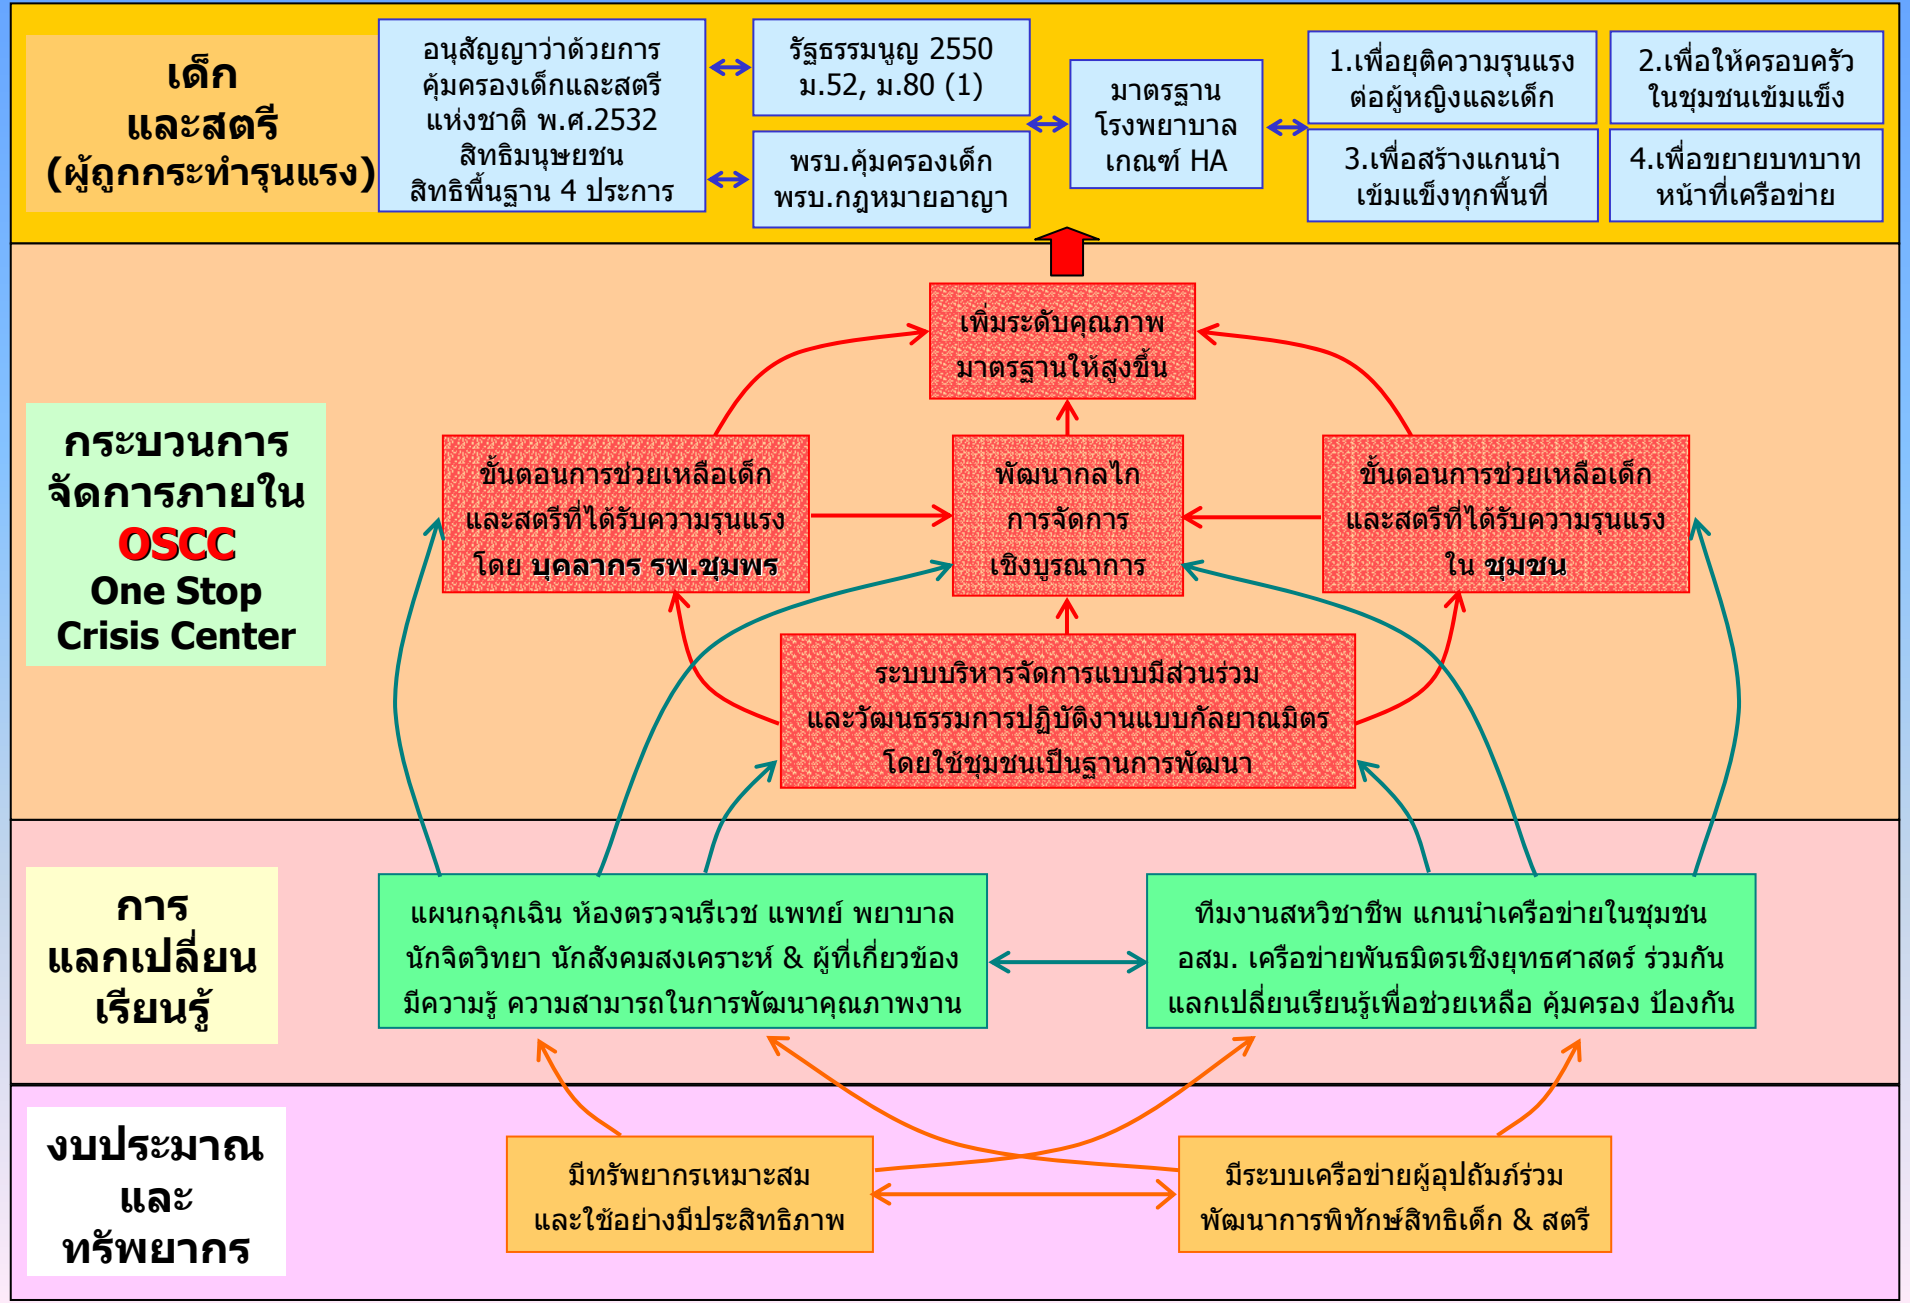 เด็ก
และสตรี
(ผู้ถูกกระทำรุนแรง)
อนุสัญญาว่าด้วยการ
คุ้มครองเด็กและสตรี
แห่งชาติ พ.ศ.2532
สิทธิมนุษยชน
สิทธิพื้นฐาน 4 ประการ
รัฐธรรมนูญ 2550
ม.52, ม.80 (1)
พรบ.คุ้มครองเด็ก
พรบ.กฎหมายอาญา
มาตรฐาน
โรงพยาบาล
เกณฑ์ HA
1.เพื่อยุติความรุนแรง
ต่อผู้หญิงและเด็ก
2.เพื่อให้ครอบครัว
ในชุมชนเข้มแข็ง
3.เพื่อสร้างแกนนำ
เข้มแข็งทุกพื้นที่
4.เพื่อขยายบทบาท
หน้าที่เครือข่าย
กระบวนการ
จัดการภายใน
OSCC
One Stop
Crisis Center
เพิ่มระดับคุณภาพ
มาตรฐานให้สูงขึ้น
ขั้นตอนการช่วยเหลือเด็ก
และสตรีที่ได้รับความรุนแรง
โดย บุคลากร รพ.ชุมพร
พัฒนากลไก
การจัดการ
เชิงบูรณาการ
ขั้นตอนการช่วยเหลือเด็ก
และสตรีที่ได้รับความรุนแรง
ใน ชุมชน
ระบบบริหารจัดการแบบมีส่วนร่วม
และวัฒนธรรมการปฏิบัติงานแบบกัลยาณมิตร
โดยใช้ชุมชนเป็นฐานการพัฒนา
การ
แลกเปลี่ยน
เรียนรู้
แผนกฉุกเฉิน ห้องตรวจนรีเวช แพทย์ พยาบาล
นักจิตวิทยา นักสังคมสงเคราะห์ & ผู้ที่เกี่ยวข้อง
มีความรู้ ความสามารถในการพัฒนาคุณภาพงาน
ทีมงานสหวิชาชีพ แกนนำเครือข่ายในชุมชน
อสม. เครือข่ายพันธมิตรเชิงยุทธศาสตร์ ร่วมกัน
แลกเปลี่ยนเรียนรู้เพื่อช่วยเหลือ คุ้มครอง ป้องกัน
งบประมาณ
และ
ทรัพยากร
มีทรัพยากรเหมาะสม
และใช้อย่างมีประสิทธิภาพ
มีระบบเครือข่ายผู้อุปถัมภ์ร่วม
พัฒนาการพิทักษ์สิทธิเด็ก & สตรี